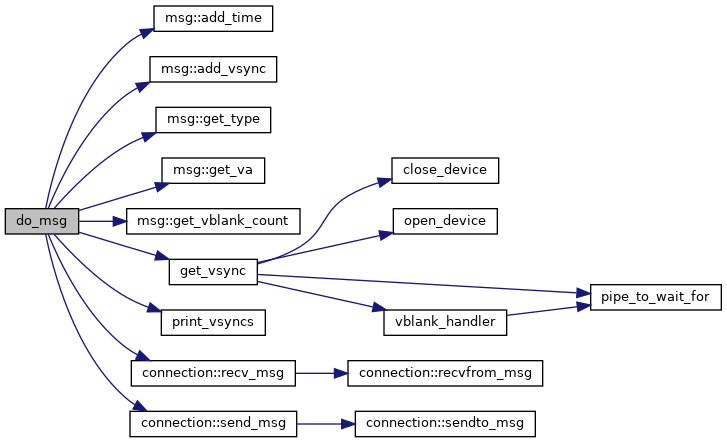 msg::add_time
msg::add_vsync
msg::get_type
msg::get_va
close_device
do_msg
msg::get_vblank_count
open_device
get_vsync
pipe_to_wait_for
print_vsyncs
vblank_handler
connection::recv_msg
connection::recvfrom_msg
connection::send_msg
connection::sendto_msg